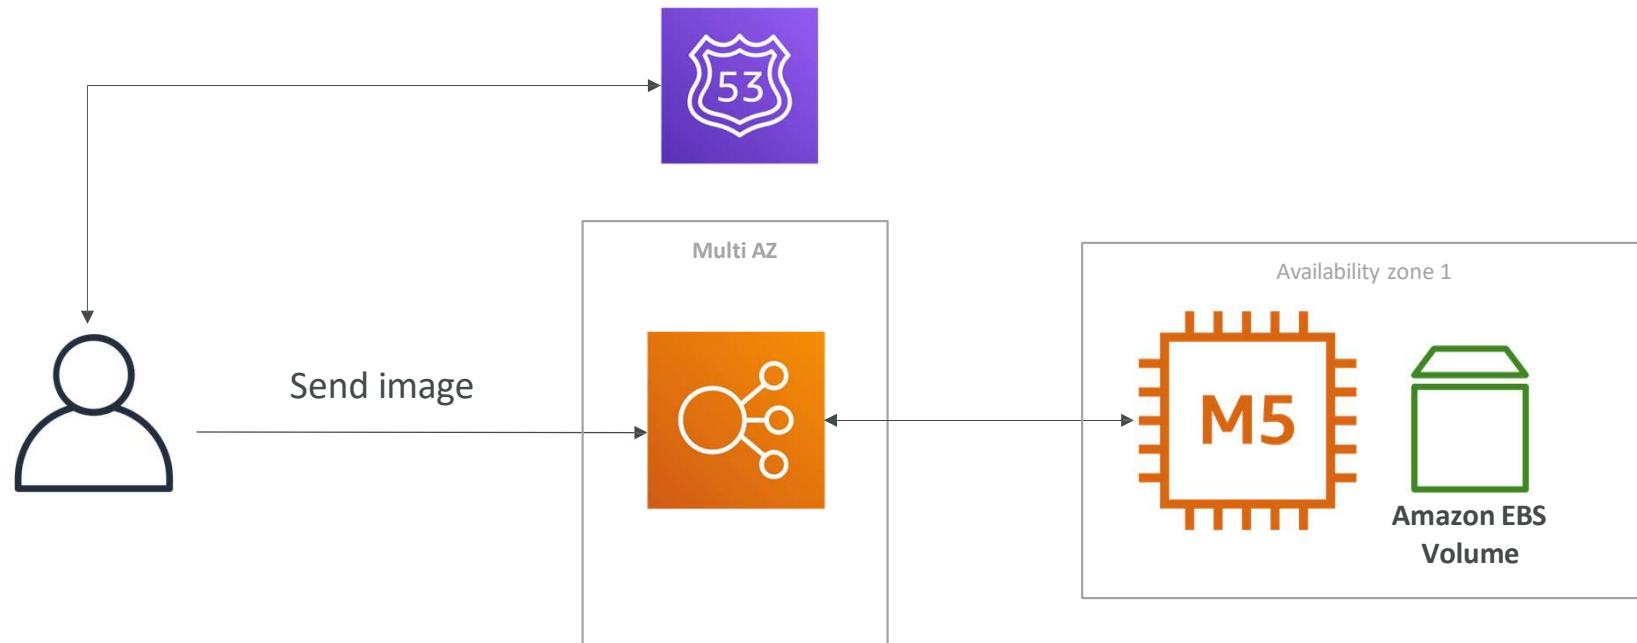 53
Multi AZ
Availability zone 1
Send image
M5
Amazon EBS
Volume